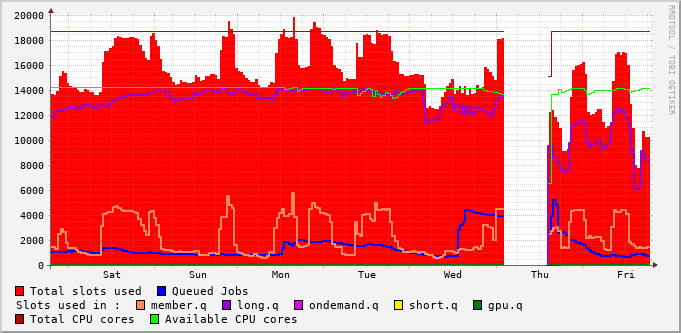 20000
18000
16000
14000
12000
10000
8000
6000
4000
2000
0
Sat Sun Mon Tue Wed Thu Fri
RRDTOOL / TOBI OETIKER
Total slots used Queued Jobs
Slots used in : member.q long.q ondemand.q short.q gpu.q
Total CPU cores Available CPU cores